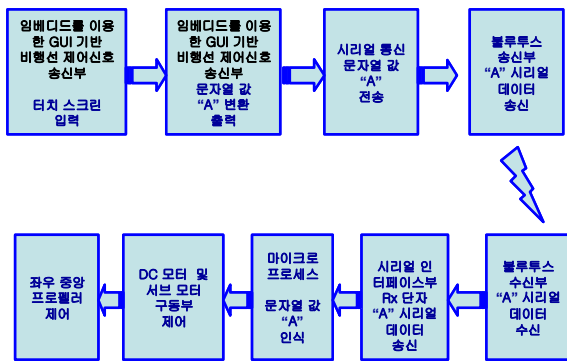 임베디드를 이용
한 GUI 기반
비행선 제어신호
송신부
터치 스크린
입력
임베디드를 이용
한 GUI 기반
비행선 제어신호
송신부
문자열 값
“A” 변환
출력
시리얼 통신
문자열 값
“A”
전송
블루투스
송신부
“A” 시리얼
데이터
송신
좌우 중앙
프로펠러
제어
DC 모터 및
서브 모터
구동부
제어
마이크로
프로세스
문자열 값
“A”
인식
시리얼 인
터페이스부
Rx 단자
“A” 시리얼
데이터
송신
블루투스
수신부
“A” 시리얼
데이터
수신